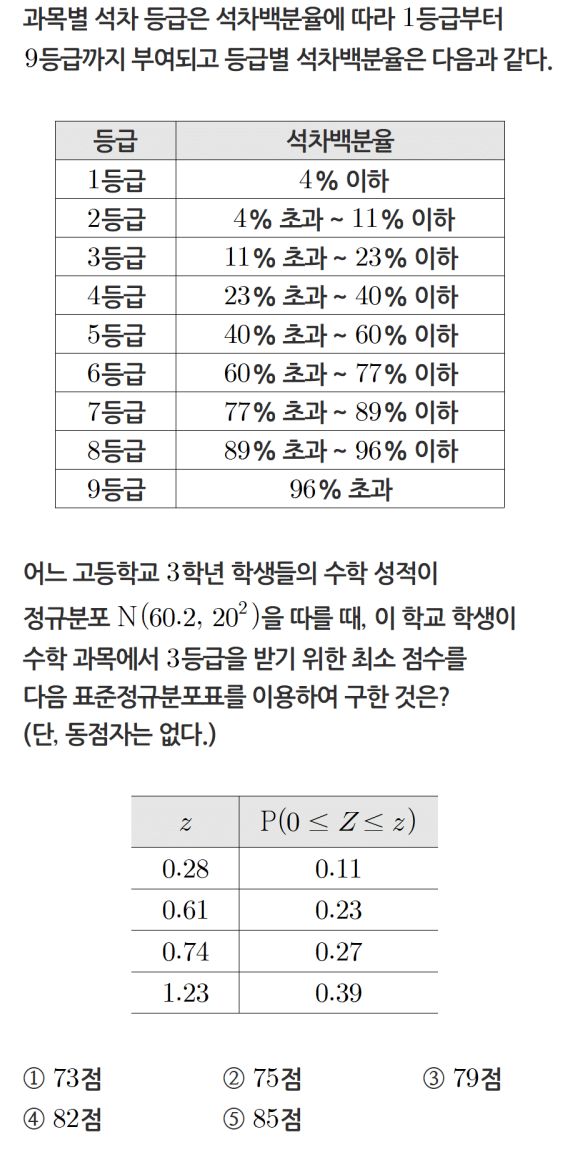 과목별 석차 등급은 석차백분율에 따라 1등급부터
9등급까지 부여되고 등급별 석차백분율은 다음과 같다.
등급 석차백분율
1등급 4% 이하
2등급 4% 초과 ~ 11% 이하
3등급 11% 초과 ~ 23% 이하
4등급 23% 초과 ~ 40% 이하
5등급 40% 초과 ~ 60% 이하
6등급 60% 초과 ~ 77% 이하
7등급 77% 초과 ~ 89% 이하
8등급 89% 초과 ~ 96% 이하
9등급 96% 초과
어느 고등학교 3학년 학생들의 수학 성적이
정규분포 N(60.2, 20²)을 따를 때, 이 학교 학생이
수학 과목에서 3등급을 받기 위한 최소 점수를
다음 표준정규분포표를 이용하여 구한 것은?
(단, 동점자는 없다.)
z P(0 ≤ Z ≤ z)
0.28 0.11
0.61 0.23
0.74 0.27
1.23 0.39
① 73점 ② 75점 ③ 79점
④ 82점 ⑤ 85점